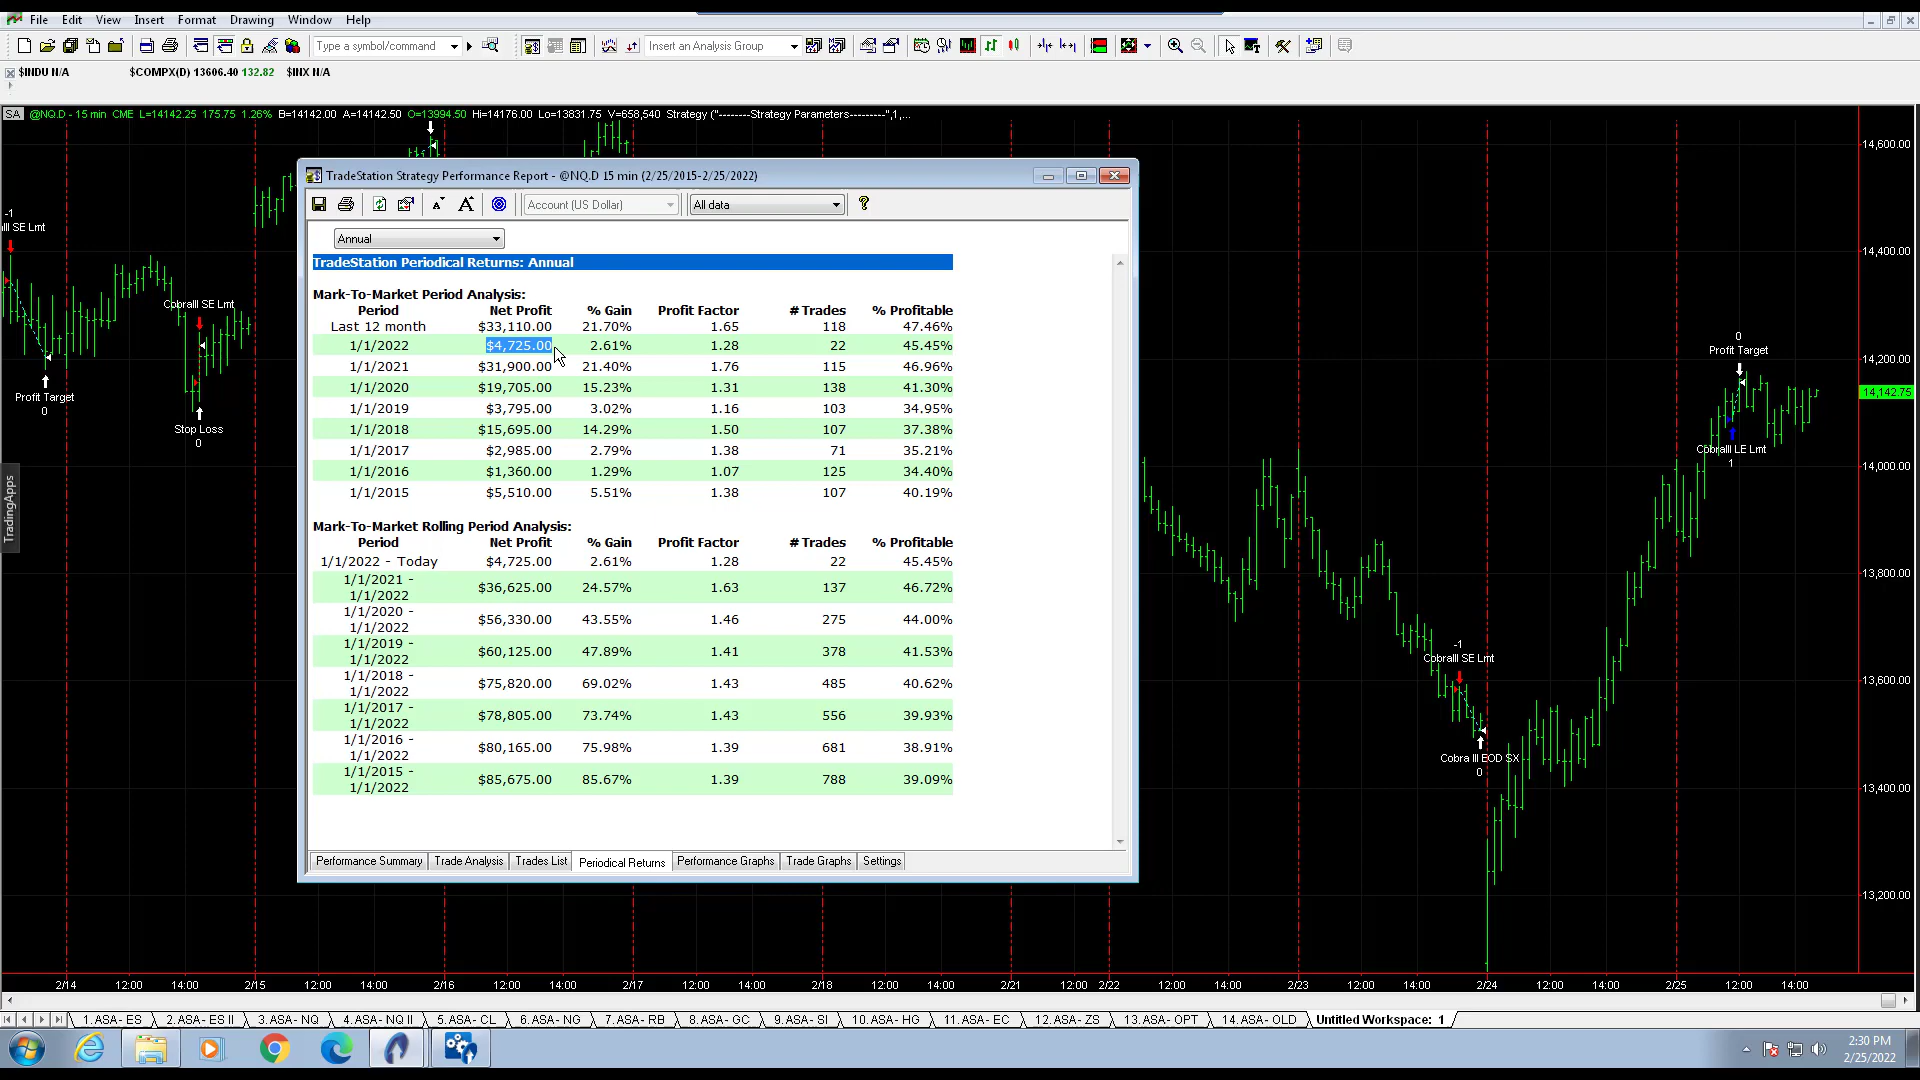 File Edit View Insert Format Drawing Window Help
Type a symbol/command
Insert an Analysis Group
$INDU N/A $COMPX(D) 13606.40 132.82 $INX N/A
SA @NQ.D - 15 min CME L=14142.25 175.75 1.26% B=14142.00 A=14142.50 O=13994.50 Hi=14176.00 Lo=13831.75 V=658,540 Strategy ("--------Strategy Parameters---------",1,...
TradeStation Strategy Performance Report - @NQ.D 15 min (2/25/2015-2/25/2022)
Account (US Dollar)
All data
?
Annual
TradeStation Periodical Returns: Annual
Mark-To-Market Period Analysis:
Period Net Profit % Gain Profit Factor # Trades % Profitable
Last 12 month $33,110.00 21.70% 1.65 118 47.46%
1/1/2022 $4,725.00 2.61% 1.28 22 45.45%
1/1/2021 $31,900.00 21.40% 1.76 115 46.96%
1/1/2020 $19,705.00 15.23% 1.31 138 41.30%
1/1/2019 $3,795.00 3.02% 1.16 103 34.95%
1/1/2018 $15,695.00 14.29% 1.50 107 37.38%
1/1/2017 $2,985.00 2.79% 1.38 71 35.21%
1/1/2016 $1,360.00 1.29% 1.07 125 34.40%
1/1/2015 $5,510.00 5.51% 1.38 107 40.19%
Mark-To-Market Rolling Period Analysis:
Period Net Profit % Gain Profit Factor # Trades % Profitable
1/1/2022 - Today $4,725.00 2.61% 1.28 22 45.45%
1/1/2021 -
1/1/2022 $36,625.00 24.57% 1.63 137 46.72%
1/1/2020 -
1/1/2022 $56,330.00 43.55% 1.46 275 44.00%
1/1/2019 -
1/1/2022 $60,125.00 47.89% 1.41 378 41.53%
1/1/2018 -
1/1/2022 $75,820.00 69.02% 1.43 485 40.62%
1/1/2017 -
1/1/2022 $78,805.00 73.74% 1.43 556 39.93%
1/1/2016 -
1/1/2022 $80,165.00 75.98% 1.39 681 38.91%
1/1/2015 -
1/1/2022 $85,675.00 85.67% 1.39 788 39.09%
Performance Summary Trade Analysis Trades List Periodical Returns Performance Graphs Trade Graphs Settings
-1
III SE Lmt
Profit Target
0
CobraIII SE Lmt
Stop Loss
0
TradingApps
-1
CobraIII SE Lmt
Cobra III EOD SX
0
0
Profit Target
CobraIII LE Lmt
1
14,600.00
14,400.00
14,200.00
14,142.75
14,000.00
13,800.00
13,600.00
13,400.00
13,200.00
2/14 12:00 14:00 2/15 12:00 14:00 2/16 12:00 14:00 2/17 12:00 14:00 2/18 12:00 14:00 2/21 12:00 2/22 12:00 14:00 2/23 12:00 14:00 2/24 12:00 14:00 2/25 12:00 14:00
1.ASA- ES 2.ASA- ES II 3.ASA- NQ 4.ASA- NQ II 5.ASA- CL 6.ASA- NG 7.ASA- RB 8.ASA- GC 9.ASA- SI 10.ASA- HG 11.ASA- EC 12.ASA- ZS 13.ASA- OPT 14.ASA- OLD Untitled Workspace: 1
2:30 PM
2/25/2022